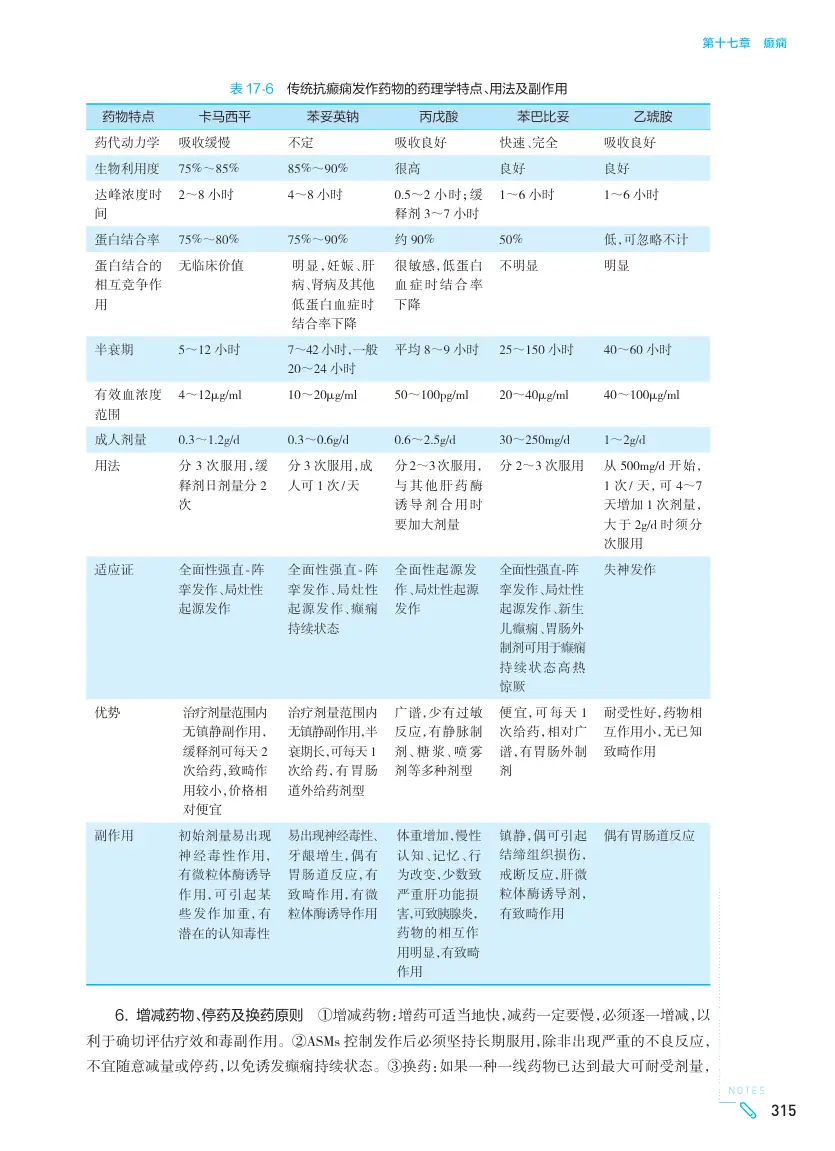 第十七章 癫痫
表 17-6 传统抗癫痫发作药物的药理学特点、用法及副作用
药物特点 卡马西平 苯妥英钠 丙戊酸 苯巴比妥 乙琥胺
药代动力学 吸收缓慢 不定 吸收良好 快速、完全 吸收良好
生物利用度 75%~85% 85%~90% 很高 良好 良好
达峰浓度时 2~8 小时 4~8 小时 0.5~2 小时;缓 1~6 小时 1~6 小时
间 释剂 3~7 小时
蛋白结合率 75%~80% 75%~90% 约 90% 50% 低,可忽略不计
蛋白结合的 无临床价值 明显,妊娠、肝 很敏感,低蛋白 不明显 明显
相互竞争作 病、肾病及其他 血症时结合率
用 低蛋白血症时 下降
结合率下降
半衰期 5~12 小时 7~42 小时,一般 平均 8~9 小时 25~150 小时 40~60 小时
20~24 小时
有效血浓度 4~12μg/ml 10~20μg/ml 50~100pg/ml 20~40μg/ml 40~100μg/ml
范围
成人剂量 0.3~1.2g/d 0.3~0.6g/d 0.6~2.5g/d 30~250mg/d 1~2g/d
用法 分 3 次服用,缓 分 3 次服用,成 分 2~3 次服用, 分 2~3 次服用 从 500mg/d 开始,
释剂日剂量分 2 人可 1 次/天 与其他肝药酶 1 次/ 天, 可 4~7
次 诱导剂合用时 天增加 1 次剂量,
要加大剂量 大于 2g/d 时须分
次服用
适应证 全面性强直-阵 全面性强直-阵 全面性起源发 全面性强直-阵 失神发作
挛发作、局灶性 挛发作、局灶性 作、局灶性起源 挛发作、局灶性
起源发作 起源发作、癫痫 发作 起源发作、新生
持续状态 儿癫痫、胃肠外
制剂可用于癫痫
持续状态高热
惊厥
优势 治疗剂量范围内 治疗剂量范围内 广谱,少有过敏 便宜,可每天 1 耐受性好,药物相
无镇静副作用, 无镇静副作用,半 反应,有静脉制 次给药,相对广 互作用小,无已知
缓释剂可每天 2 衰期长,可每天 1 剂、糖浆、喷雾 谱,有胃肠外制 致畸作用
次给药,致畸作 次给药,有胃肠 剂等多种剂型 剂
用较小,价格相 道外给药剂型
对便宜
副作用 初始剂量易出现 易出现神经毒性、 体重增加,慢性 镇静,偶可引起 偶有胃肠道反应
神经毒性作用, 牙龈增生,偶有 认知、记忆、行 结缔组织损伤,
有微粒体酶诱导 胃肠道反应,有 为改变,少数致 戒断反应,肝微
作用,可引起某 致畸作用,有微 严重肝功能损 粒体酶诱导剂,
些发作加重,有 粒体酶诱导作用 害,可致胰腺炎, 有致畸作用
潜在的认知毒性 药物的相互作
用明显,有致畸
作用
6. 增减药物、停药及换药原则 ①增减药物:增药可适当地快,减药一定要慢,必须逐一增减,以
利于确切评估疗效和毒副作用。②ASMs 控制发作后必须坚持长期服用,除非出现严重的不良反应,
不宜随意减量或停药,以免诱发癫痫持续状态。③换药:如果一种一线药物已达到最大可耐受剂量,
NOTES
315